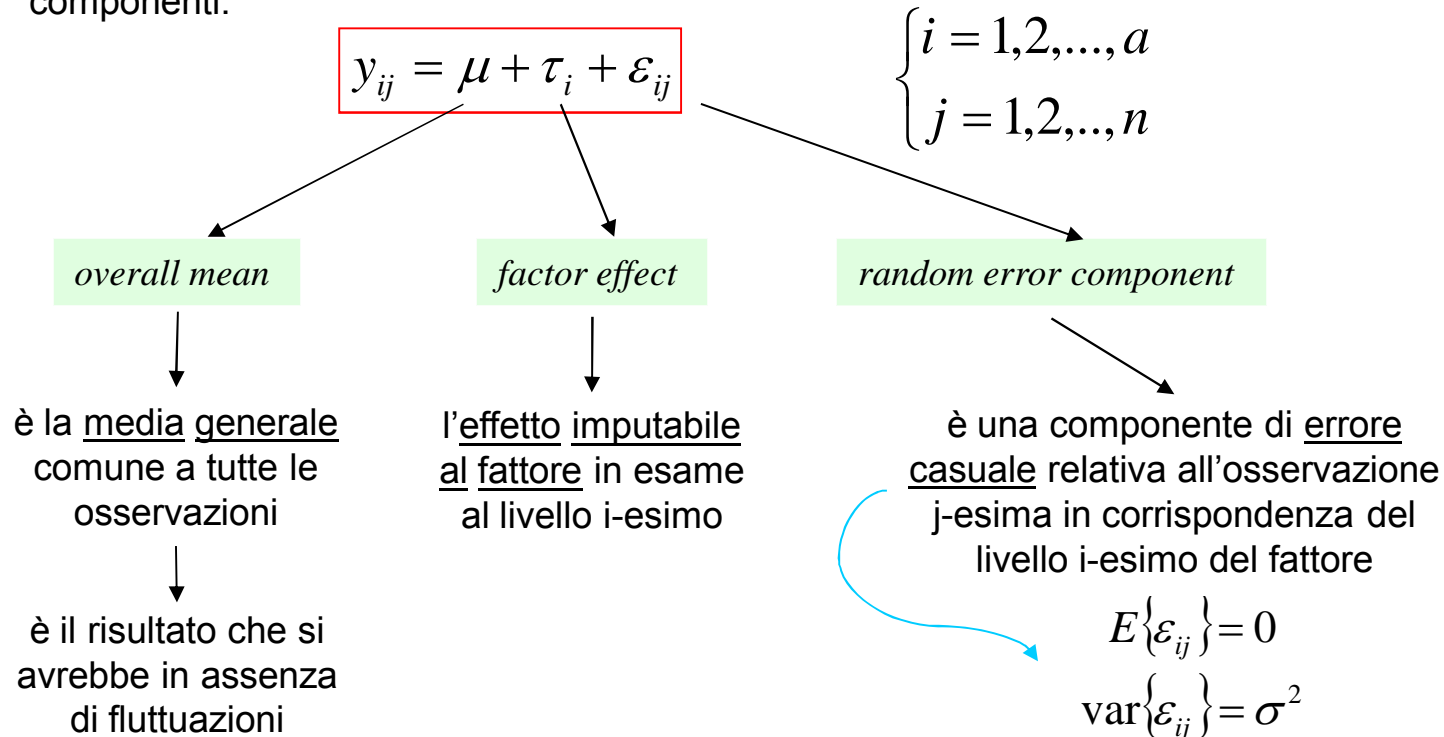 componenti:
y_ij = μ + τ_i + ε_ij
{ i = 1,2,..., a
j = 1,2,.., n
overall mean
factor effect
random error component
è la media generale
comune a tutte le
osservazioni
è il risultato che si
avrebbe in assenza
di fluttuazioni
l'effetto imputabile
al fattore in esame
al livello i-esimo
è una componente di errore
casuale relativa all'osservazione
j-esima in corrispondenza del
livello i-esimo del fattore
E{ε_ij} = 0
var{ε_ij} = σ²